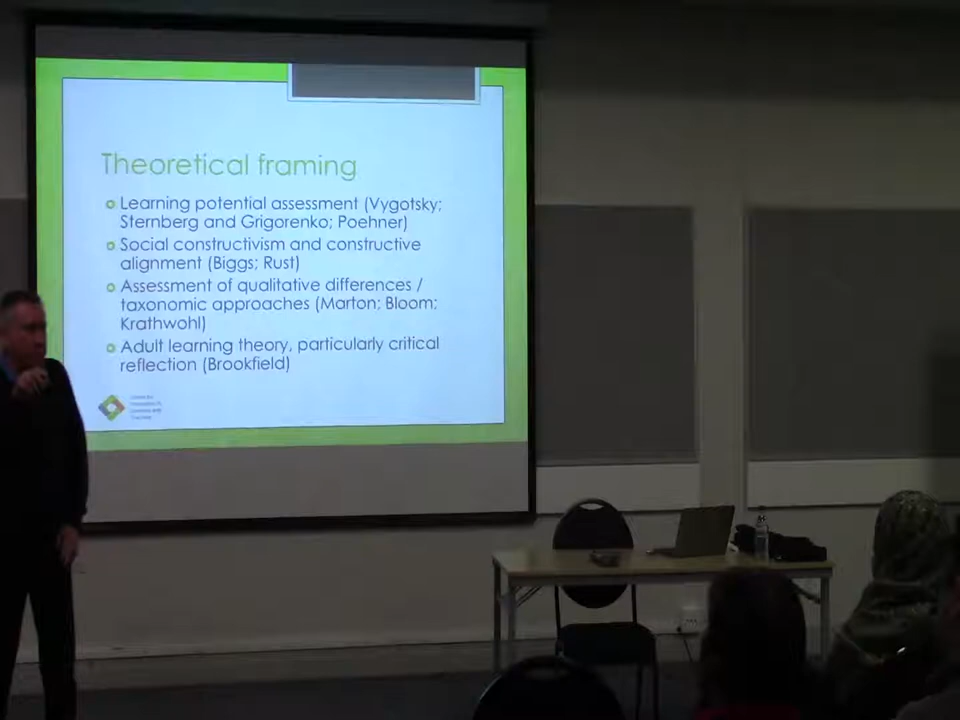 Theoretical framing
Learning potential assessment (Vygotsky;
Sternberg and Grigorenko; Poehner)
Social constructivism and constructive
alignment (Biggs; Rust)
Assessment of qualitative differences /
taxonomic approaches (Marton; Bloom;
Krathwohl)
Adult learning theory, particularly critical
reflection (Brookfield)